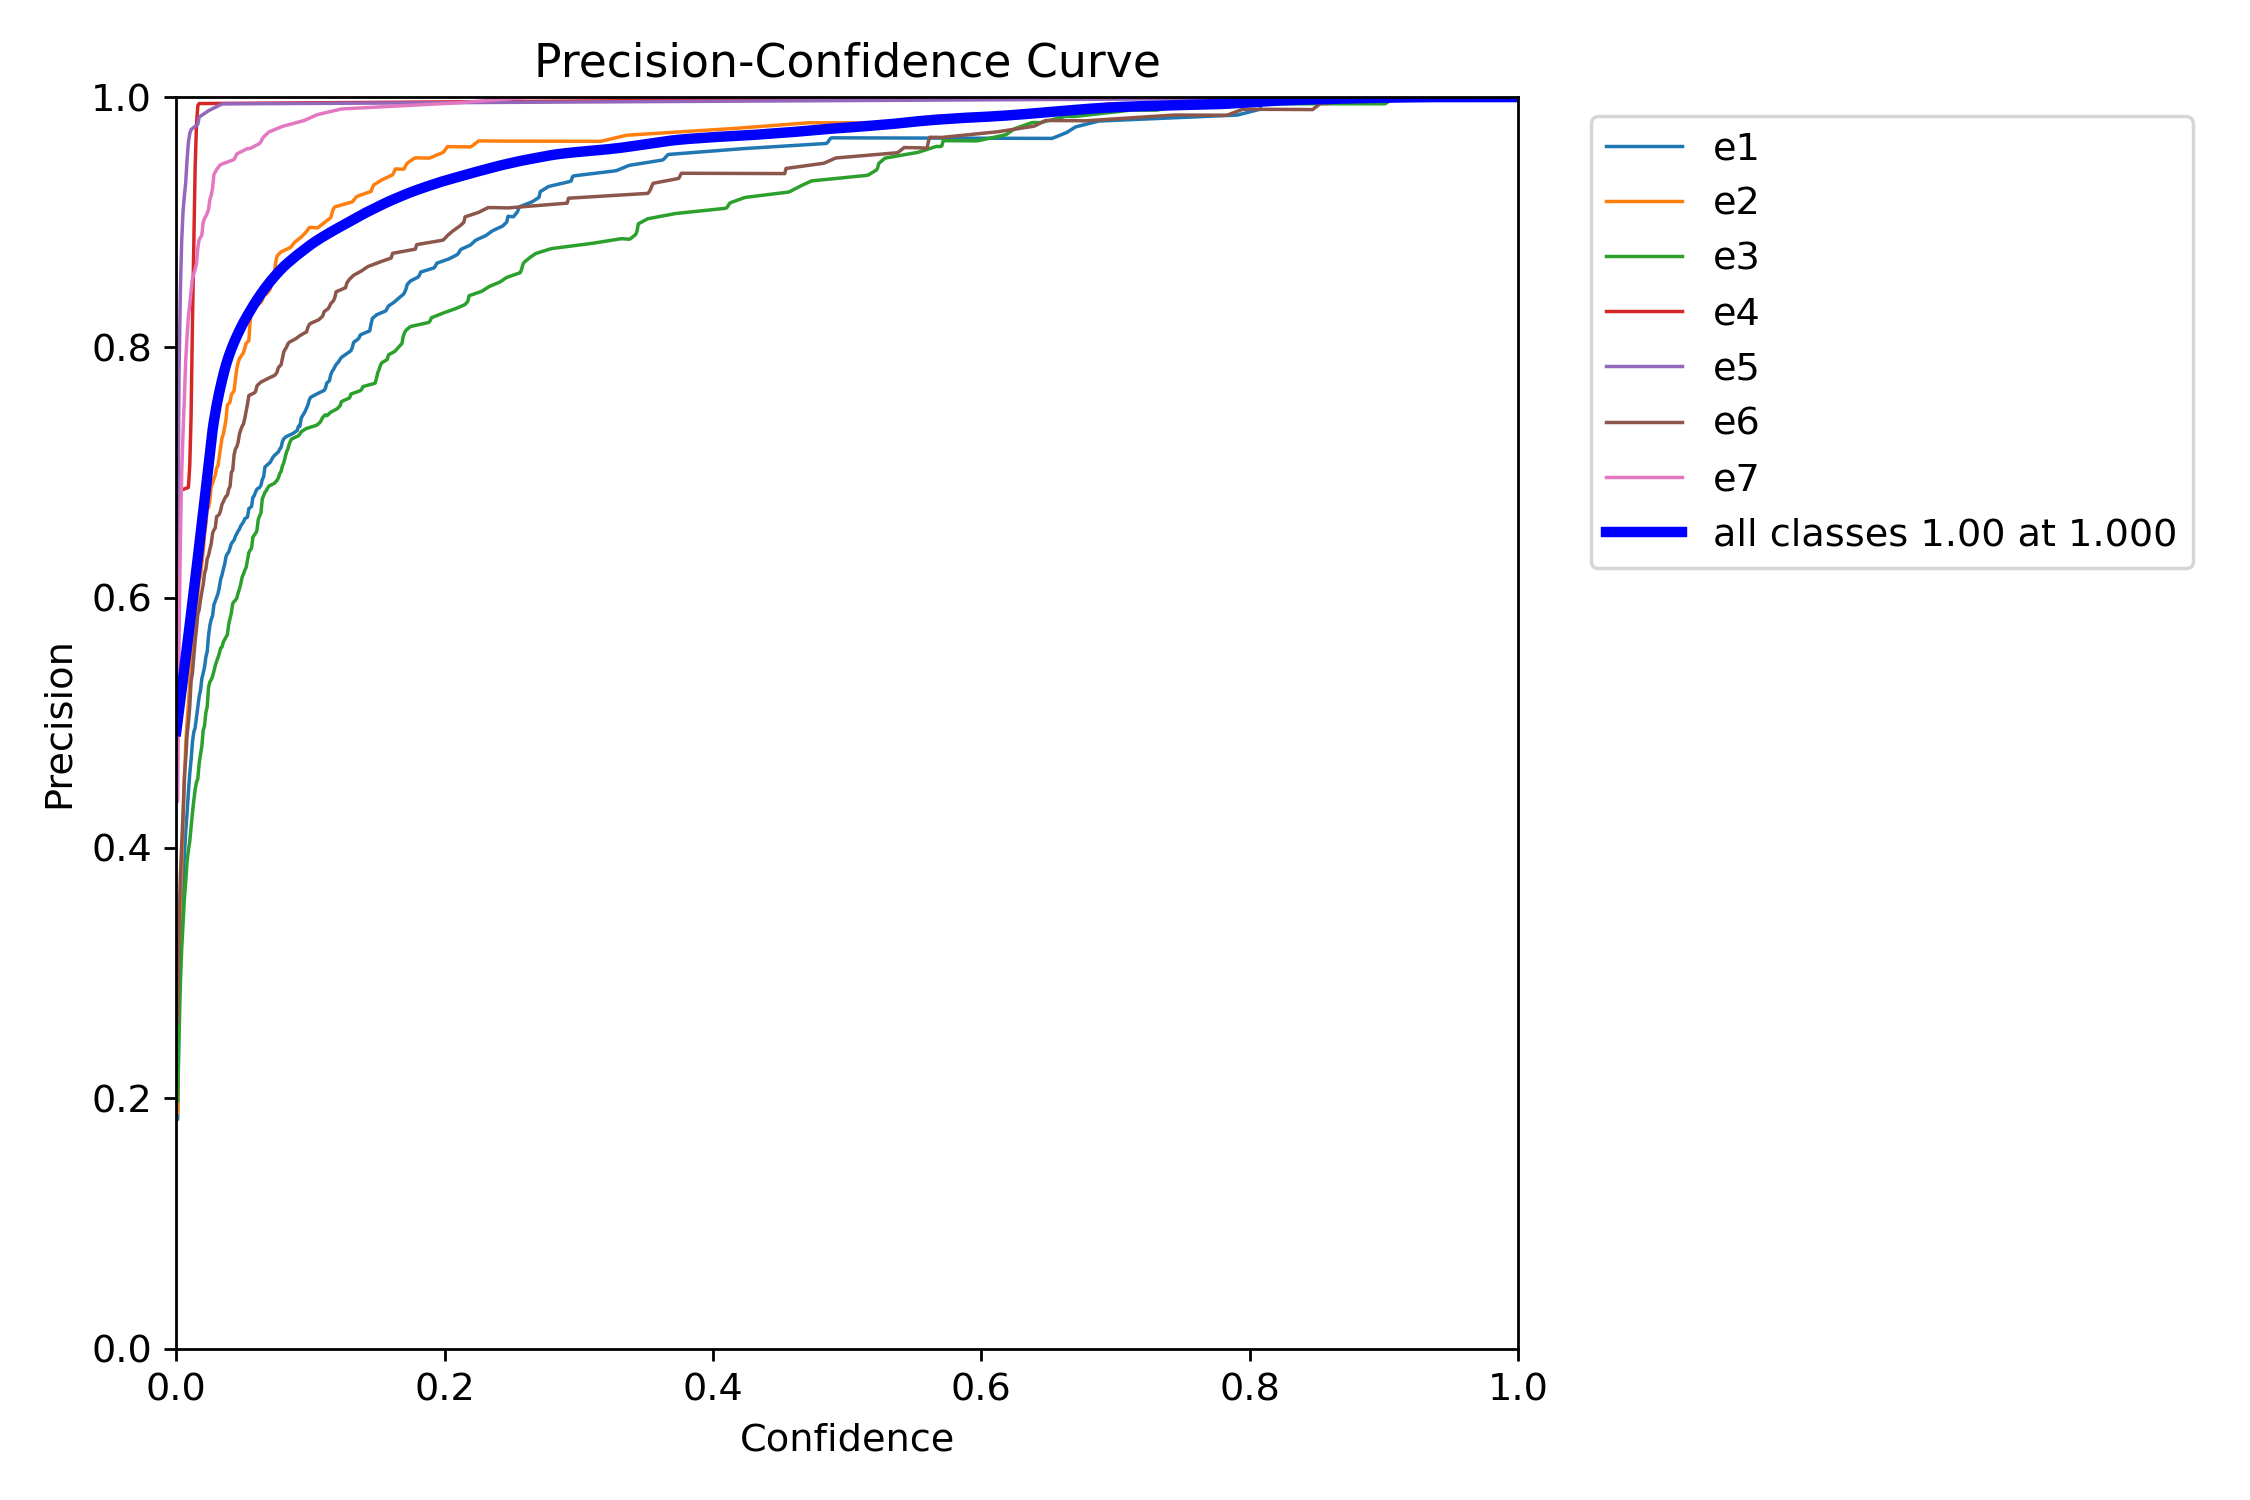 Precision-Confidence Curve
1.0
0.8
0.6
0.4
0.2
0.0
Precision
0.0 0.2 0.4 0.6 0.8 1.0
Confidence
e1
e2
e3
e4
e5
e6
e7
all classes 1.00 at 1.000